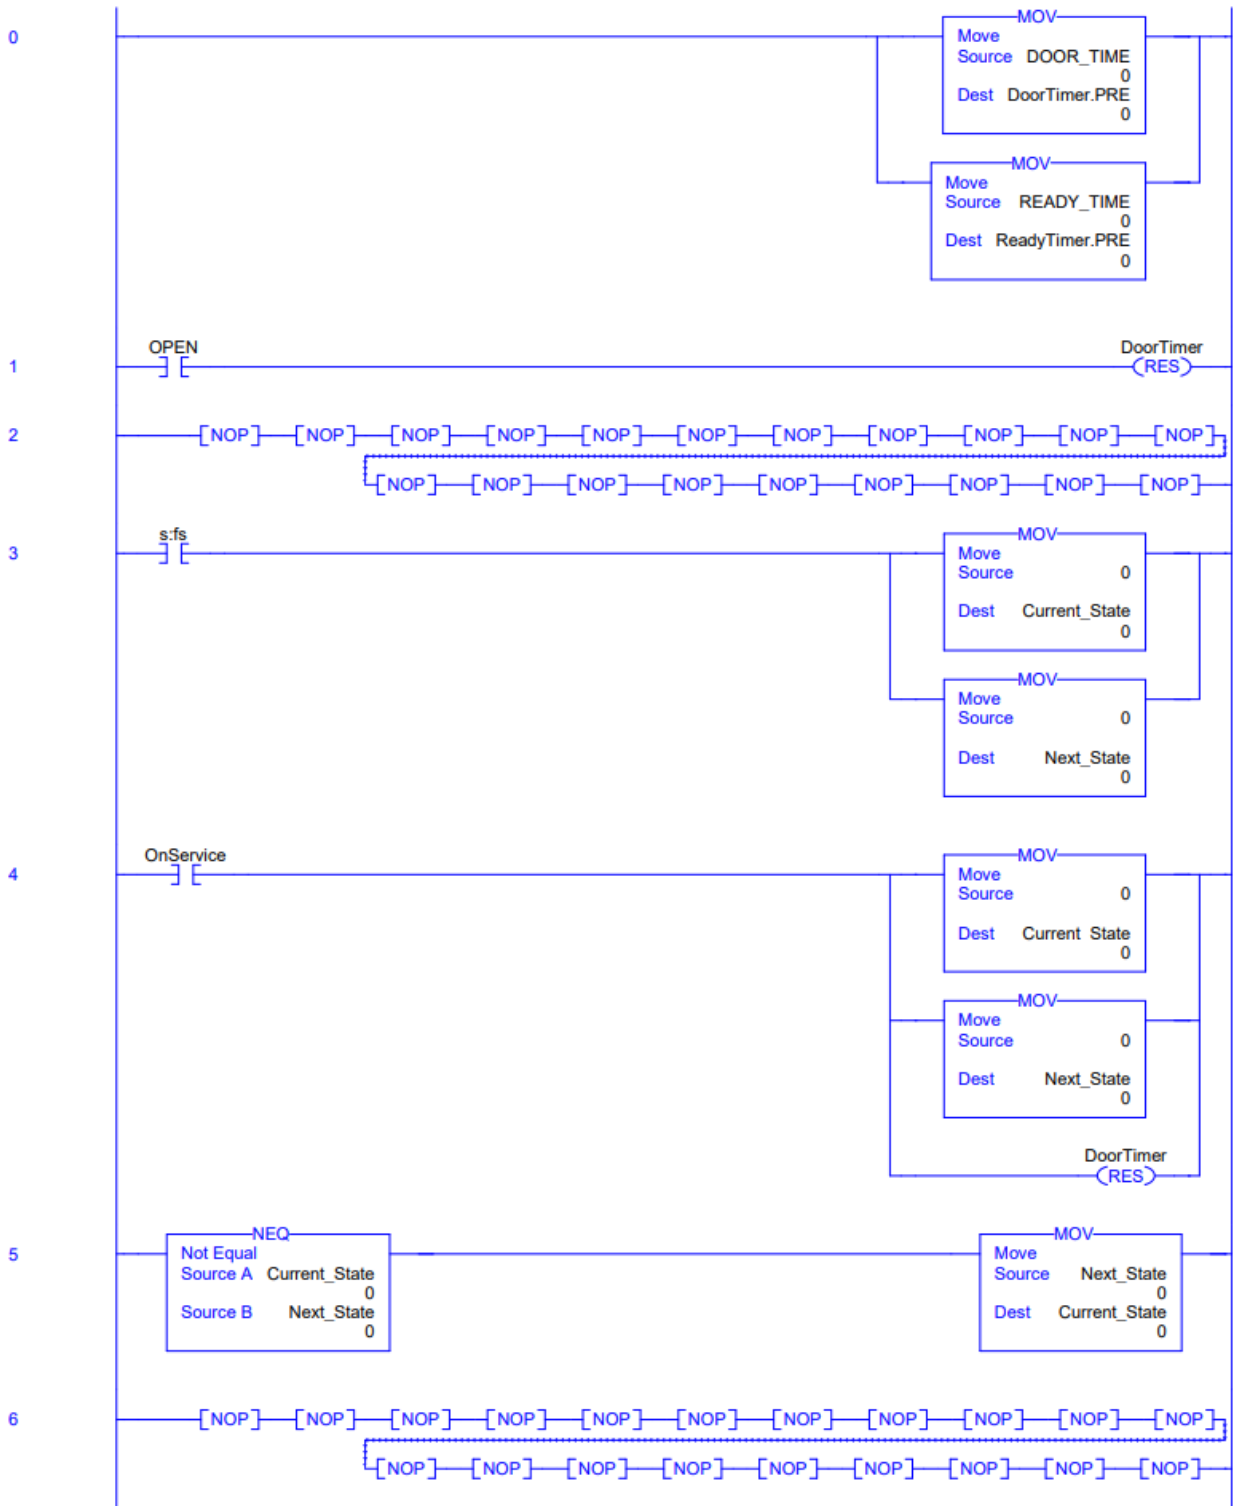 0
MOV
Move
Source DOOR_TIME
0
Dest DoorTimer.PRE
0
MOV
Move
Source READY_TIME
0
Dest ReadyTimer.PRE
0
OPEN
DoorTimer
1
RES
2
NOP NOP NOP NOP NOP NOP NOP NOP NOP NOP NOP
NOP NOP NOP NOP NOP NOP NOP NOP NOP
s:fs
3
MOV
Move
Source 0
Dest Current_State
0
MOV
Move
Source 0
Dest Next_State
0
OnService
4
MOV
Move
Source 0
Dest Current State
0
MOV
Move
Source 0
Dest Next_State
0
DoorTimer
RES
5
NEQ
Not Equal
Source A Current_State
0
Source B Next_State
0
MOV
Move
Source Next_State
0
Dest Current_State
0
6
NOP NOP NOP NOP NOP NOP NOP NOP NOP NOP NOP
NOP NOP NOP NOP NOP NOP NOP NOP NOP